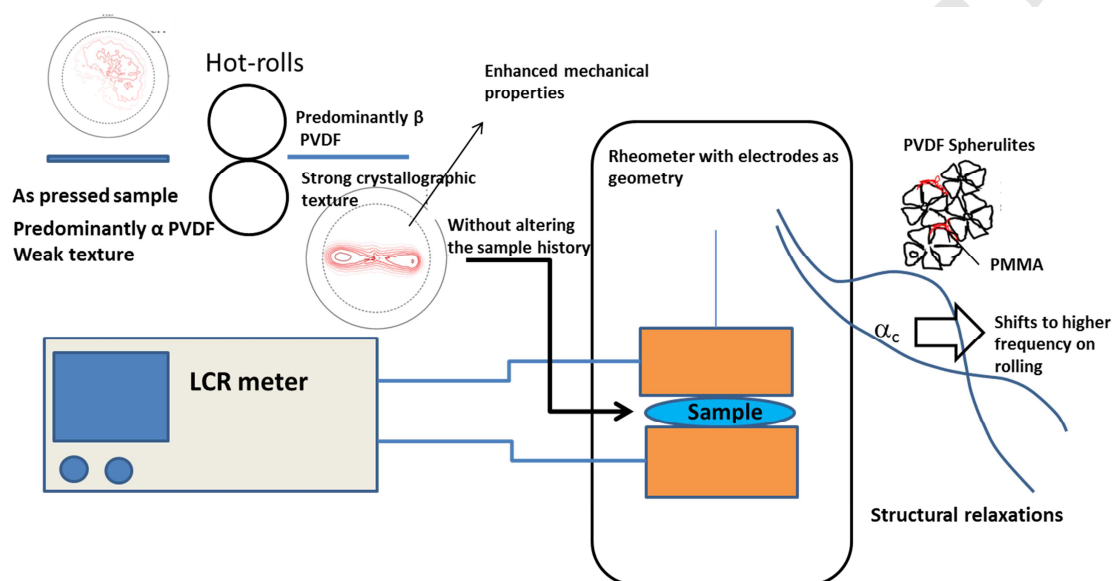 Hot-rolls
As pressed sample
Predominantly α PVDF
Weak texture
Predominantly β
PVDF
Strong crystallographic
texture
Enhanced mechanical
properties
Without altering
the sample history
Rheometer with electrodes as
geometry
LCR meter
Sample
PVDF Spherulites
PMMA
αc
Shifts to higher
frequency on
rolling
Structural relaxations